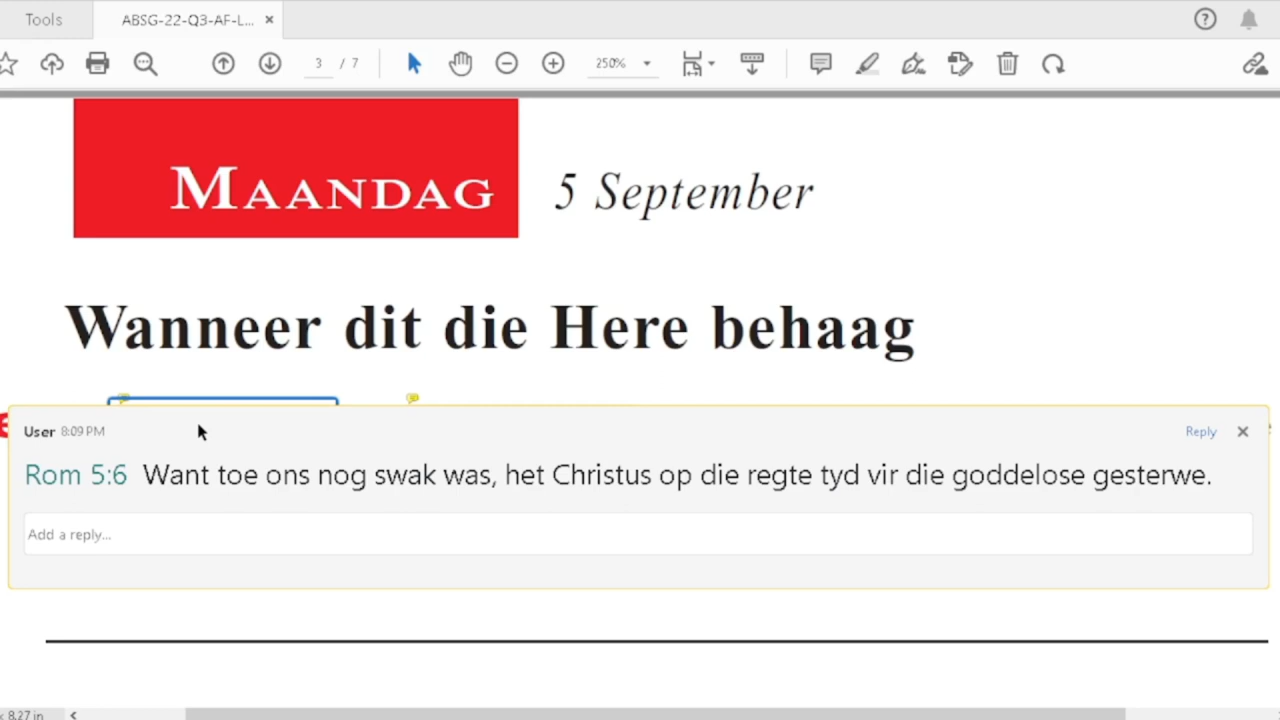 Tools
ABSG-22-Q3-AF-L...
3 / 7
250%
MAANDAG
5 September
Wanneer dit die Here behaag
User 8:09 PM
Reply
Rom 5:6 Want toe ons nog swak was, het Christus op die regte tyd vir die goddelose gesterwe.
Add a reply...
8,27 in